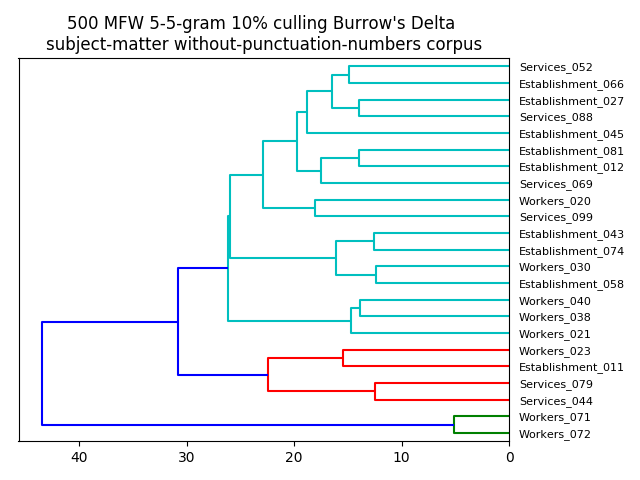 500 MFW 5-5-gram 10% culling Burrow's Delta
subject-matter without-punctuation-numbers corpus
Services_052
Establishment_066
Establishment_027
Services_088
Establishment_045
Establishment_081
Establishment_012
Services_069
Workers_020
Services_099
Establishment_043
Establishment_074
Workers_030
Establishment_058
Workers_040
Workers_038
Workers_021
Workers_023
Establishment_011
Services_079
Services_044
Workers_071
Workers_072
40 30 20 10 0